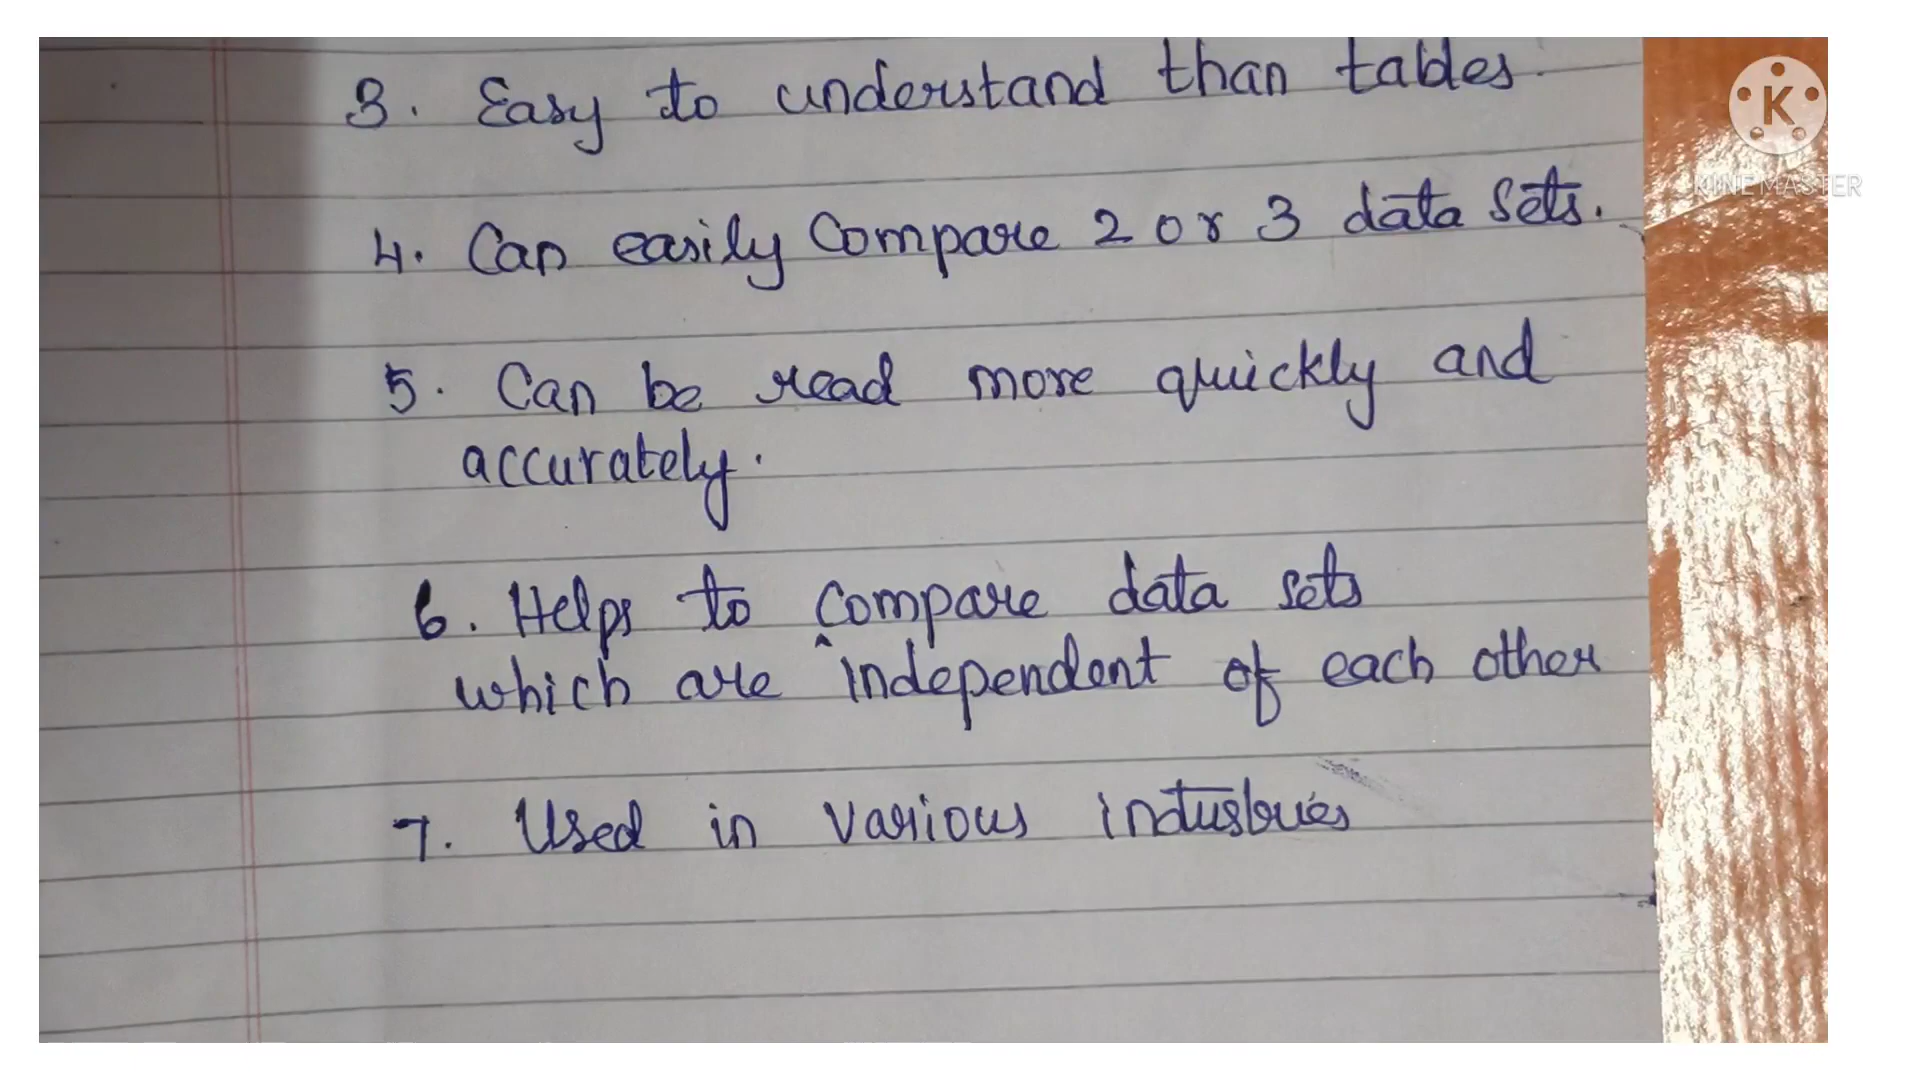 3. Easy to understand than tables.
K
KINEMASTER
4. Can easily Compare 2 or 3 data sets.
5. Can be read more quickly and
accurately.
6. Helps to compare data sets
which are independent of each other
7. Used in various industries